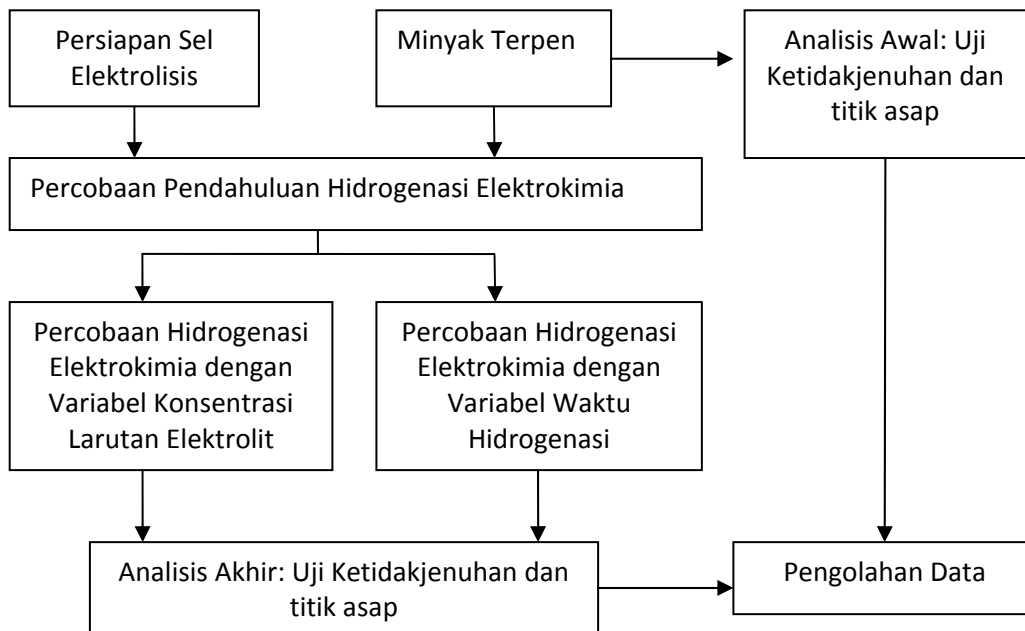 Persiapan Sel
Elektrolisis
Minyak Terpen
Analisis Awal: Uji
Ketidakjenuhan dan
titik asap
Percobaan Pendahuluan Hidrogenasi Elektrokimia
Percobaan Hidrogenasi
Elektrokimia dengan
Variabel Konsentrasi
Larutan Elektrolit
Percobaan Hidrogenasi
Elektrokimia dengan
Variabel Waktu
Hidrogenasi
Analisis Akhir: Uji Ketidakjenuhan dan
titik asap
Pengolahan Data